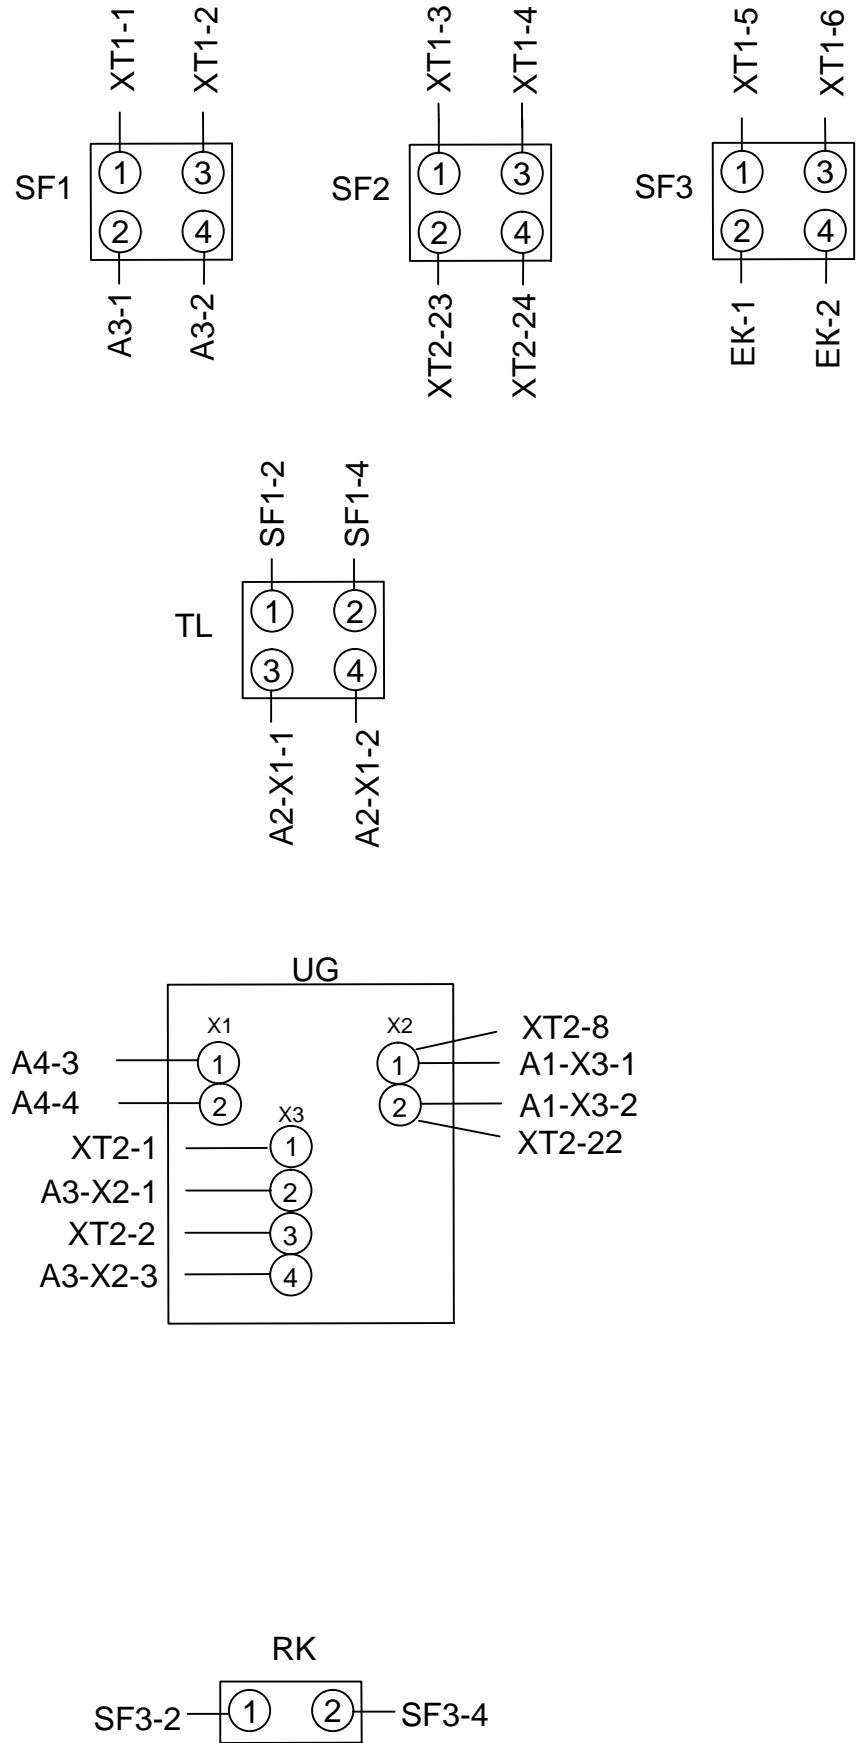 XT1-1 XT1-2 XT1-3 XT1-4 XT1-5 XT1-6
1 3 1 3 1 3
SF1 SF2 SF3
2 4 2 4 2 4
A3-1 A3-2 XT2-23 XT2-24 EK-1 EK-2
SF1-2 SF1-4
1 2
TL
3 4
A2-X1-1 A2-X1-2
UG
X1 X2 XT2-8
A4-3 1 1 A1-X3-1
A4-4 2 2 A1-X3-2
X3
XT2-1 1 XT2-22
A3-X2-1 2
XT2-2 3
A3-X2-3 4
RK
SF3-2 1 2 SF3-4